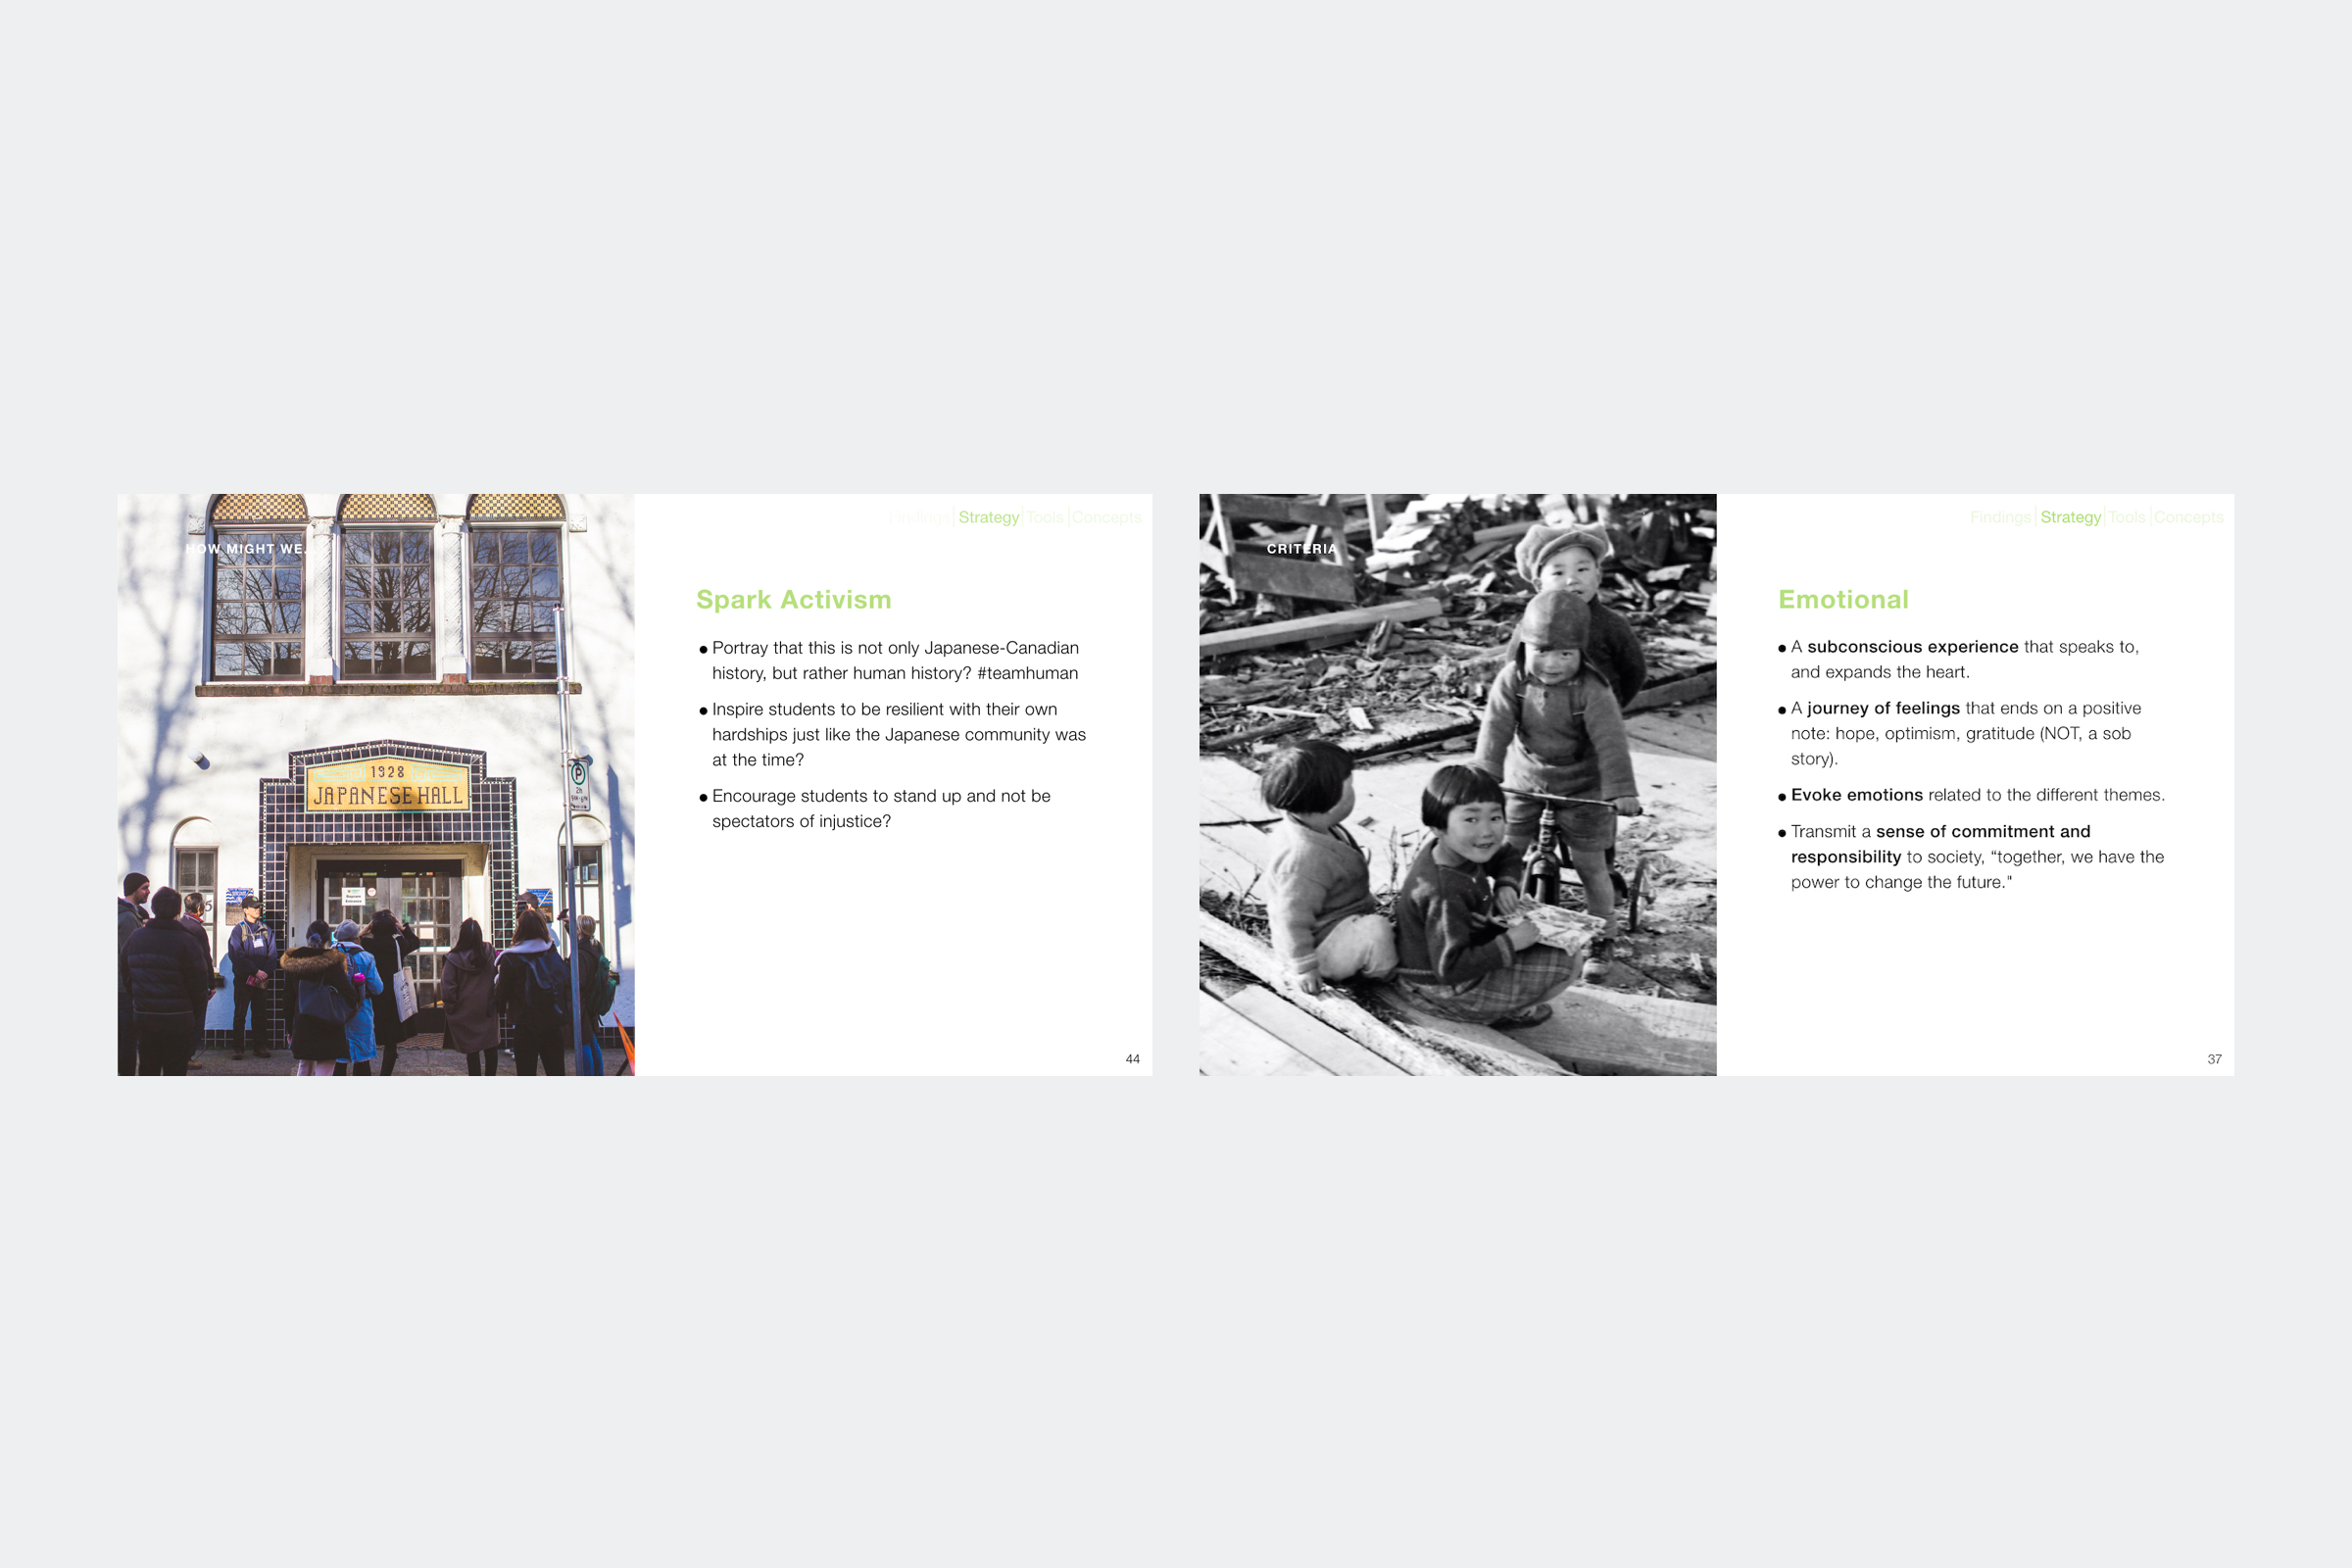 HOW MIGHT WE...
1928
JAPANESE HALL
P
2h
Findings Strategy Tools Concepts
Spark Activism
• Portray that this is not only Japanese-Canadian
history, but rather human history? #teamhuman
• Inspire students to be resilient with their own
hardships just like the Japanese community was
at the time?
• Encourage students to stand up and not be
spectators of injustice?
44
CRITERIA
Findings Strategy Tools Concepts
Emotional
• A subconscious experience that speaks to,
and expands the heart.
• A journey of feelings that ends on a positive
note: hope, optimism, gratitude (NOT, a sob
story).
• Evoke emotions related to the different themes.
• Transmit a sense of commitment and
responsibility to society, “together, we have the
power to change the future."
37